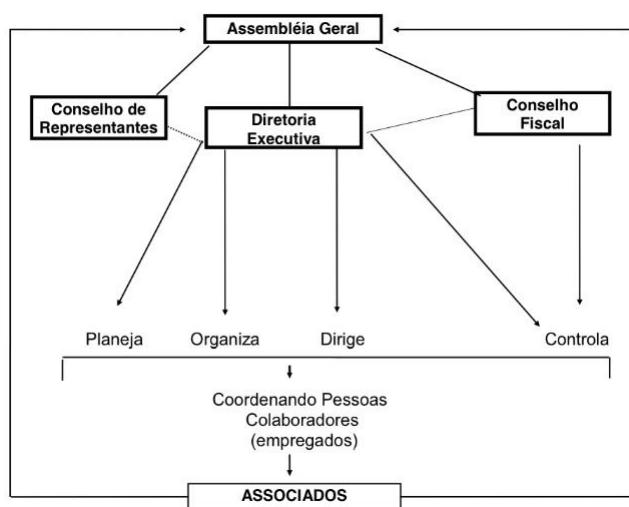 Assembléia Geral
Conselho de
Representantes
Diretoria
Executiva
Conselho
Fiscal
Planeja
Organiza
Dirige
Controla
Coordenando Pessoas
Colaboradores
(empregados)
ASSOCIADOS